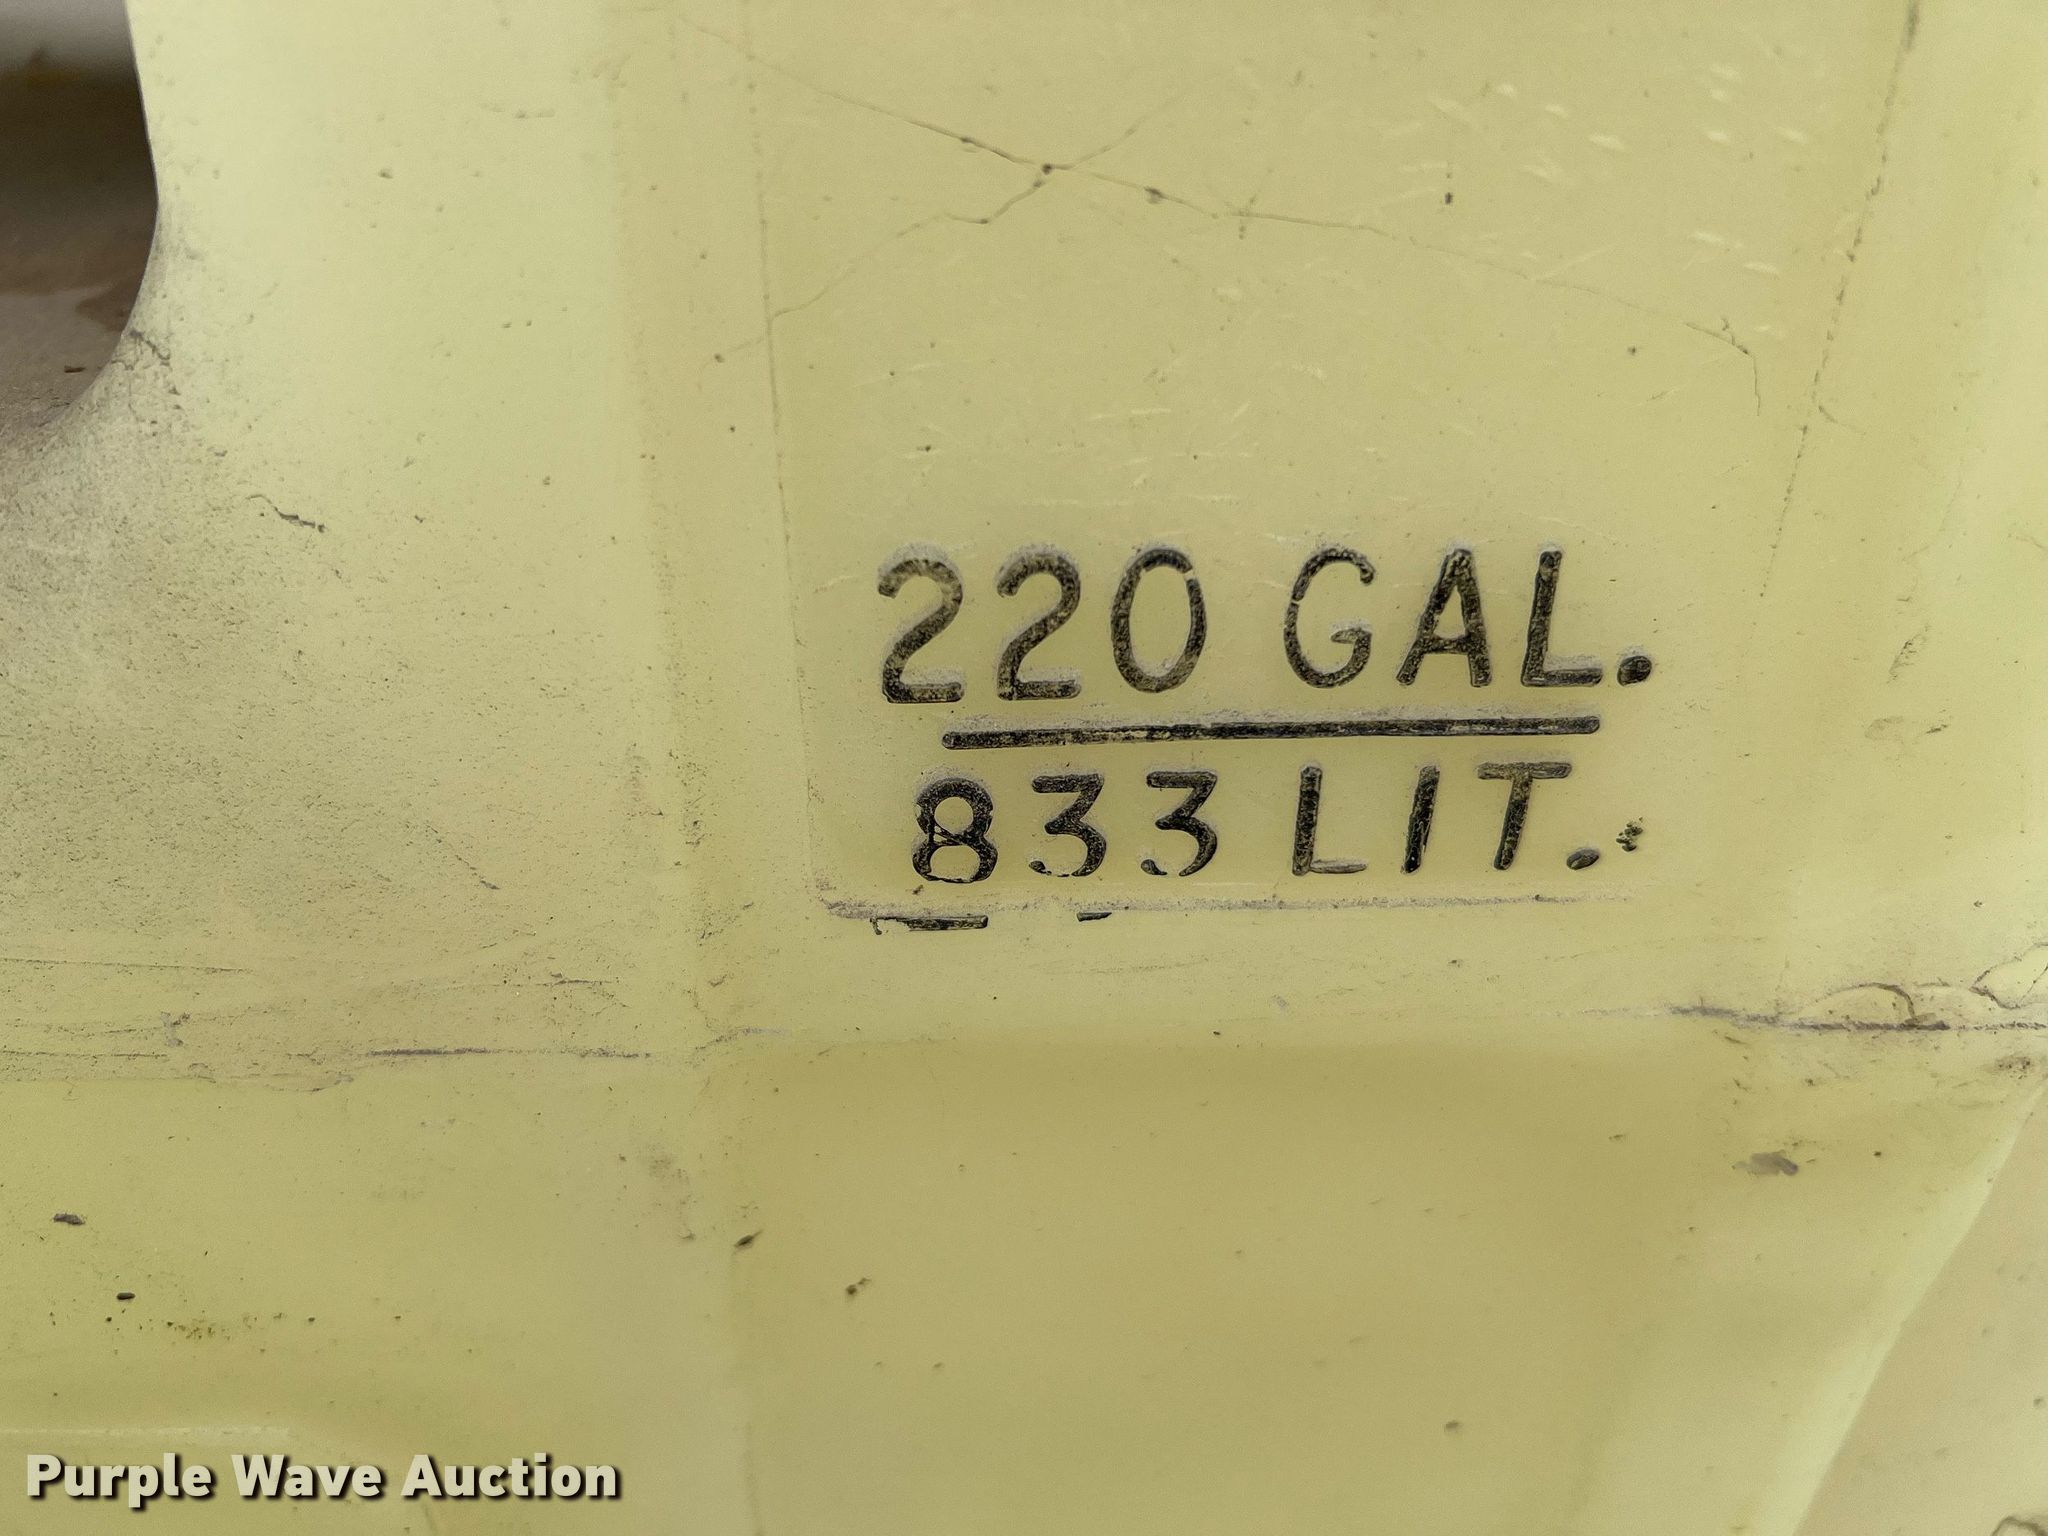 220 GAL.
833 LIT.
Purple Wave Auction